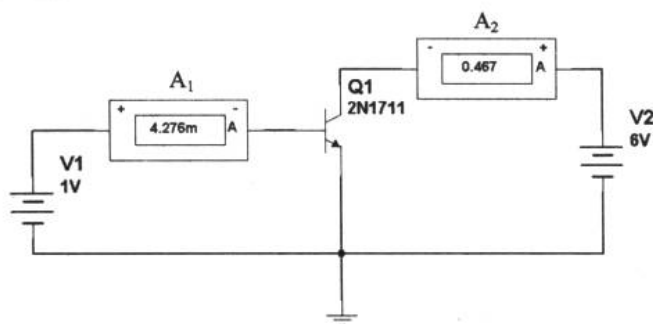 A₂
- +
0.467 A
A₁
Q1
2N1711
+ -
4.276m A
V2
6V
V1
1V